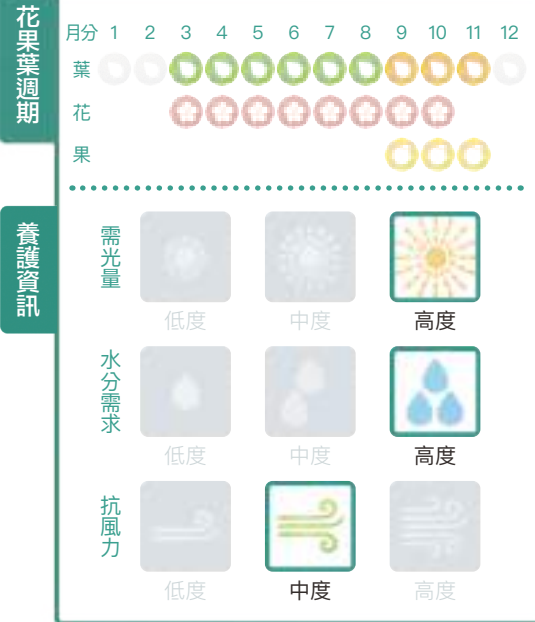 花果葉週期
月分 1 2 3 4 5 6 7 8 9 10 11 12
葉
花
果
養護資訊
需光量
低度 中度 高度
水分需求
低度 中度 高度
抗風力
低度 中度 高度